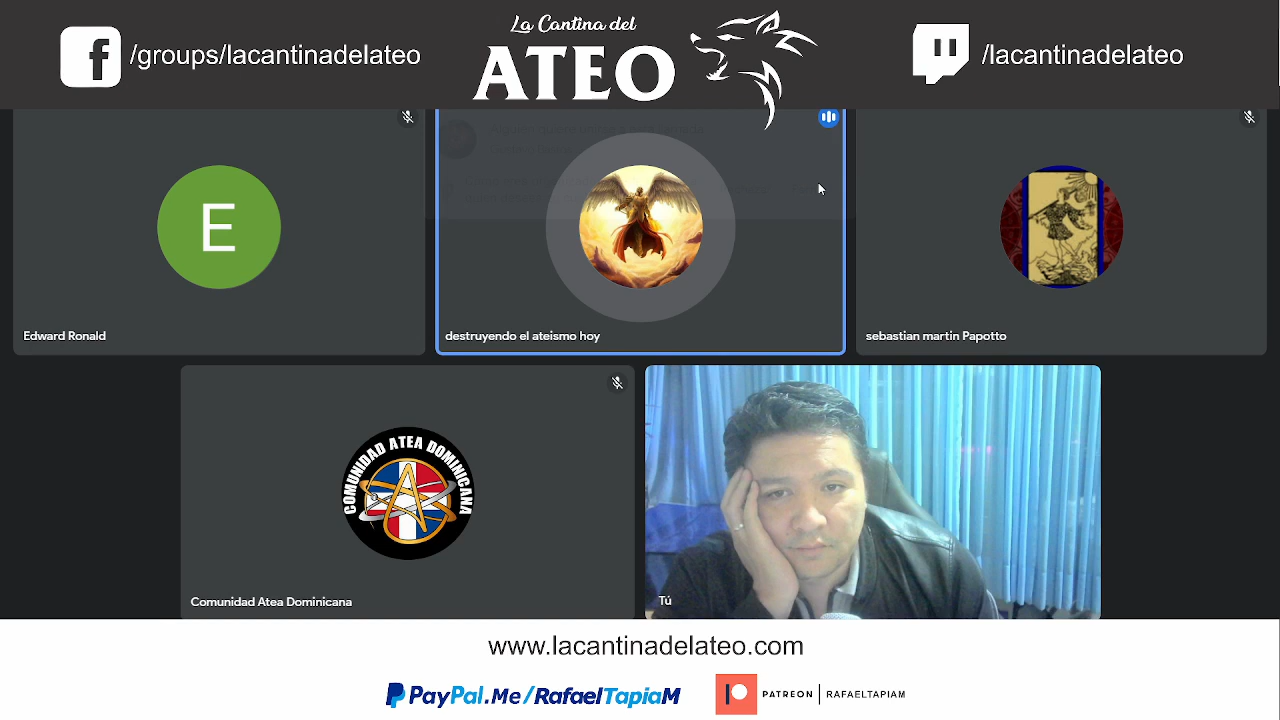 /groups/lacantinadelateo
La Cantina del
ATEO
/lacantinadelateo
Edward Ronald
destruyendo el ateismo hoy
sebastian martin Papotto
COMUNIDAD ATEA DOMINICANA
Comunidad Atea Dominicana
Tú
www.lacantinadelateo.com
PayPal.Me/RafaelTapiaM
PATREON | RAFAELTAPIAM